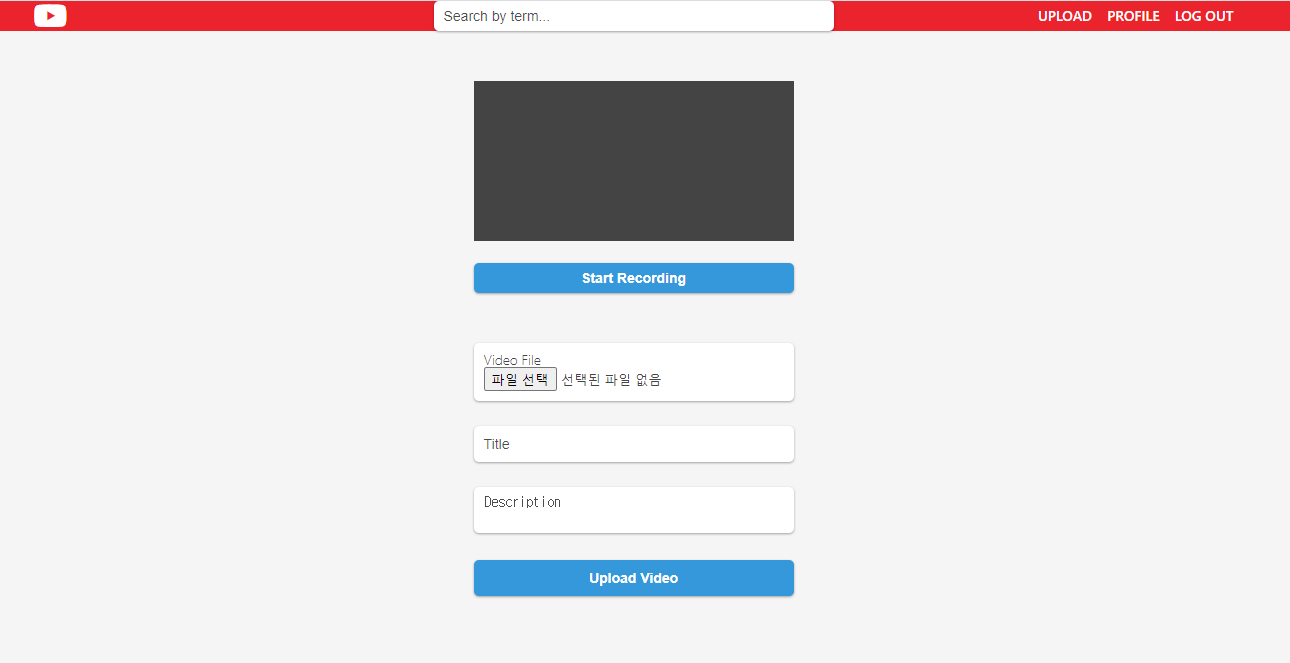 Search by term...
UPLOAD PROFILE LOG OUT
Start Recording
Video File
파일 선택 선택된 파일 없음
Title
Description
Upload Video